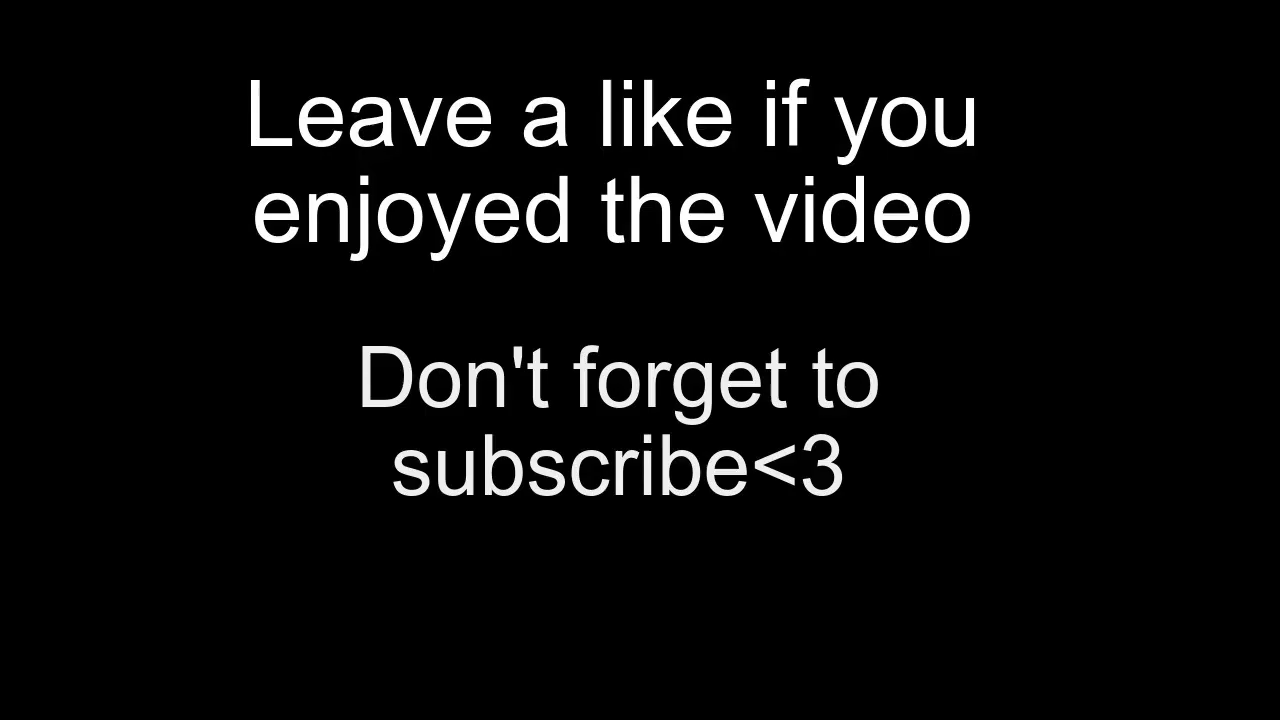 Leave a like if you
enjoyed the video
Don't forget to
subscribe<3